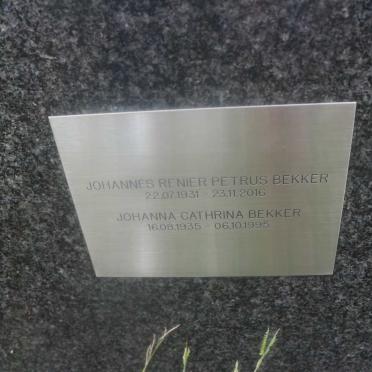 JOHANNES RENIER PETRUS BEKKER
22.07.1931 - 23.11.2016
JOHANNA CATHRINA BEKKER
16.08.1935 - 06.10.1995